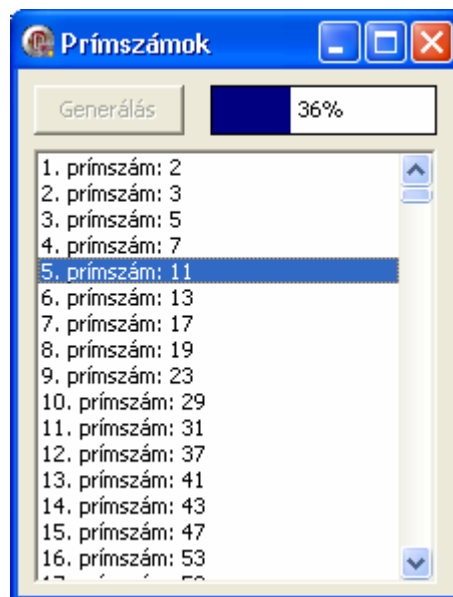 Prímszámok
Generálás
36%
1. prímszám: 2
2. prímszám: 3
3. prímszám: 5
4. prímszám: 7
5. prímszám: 11
6. prímszám: 13
7. prímszám: 17
8. prímszám: 19
9. prímszám: 23
10. prímszám: 29
11. prímszám: 31
12. prímszám: 37
13. prímszám: 41
14. prímszám: 43
15. prímszám: 47
16. prímszám: 53